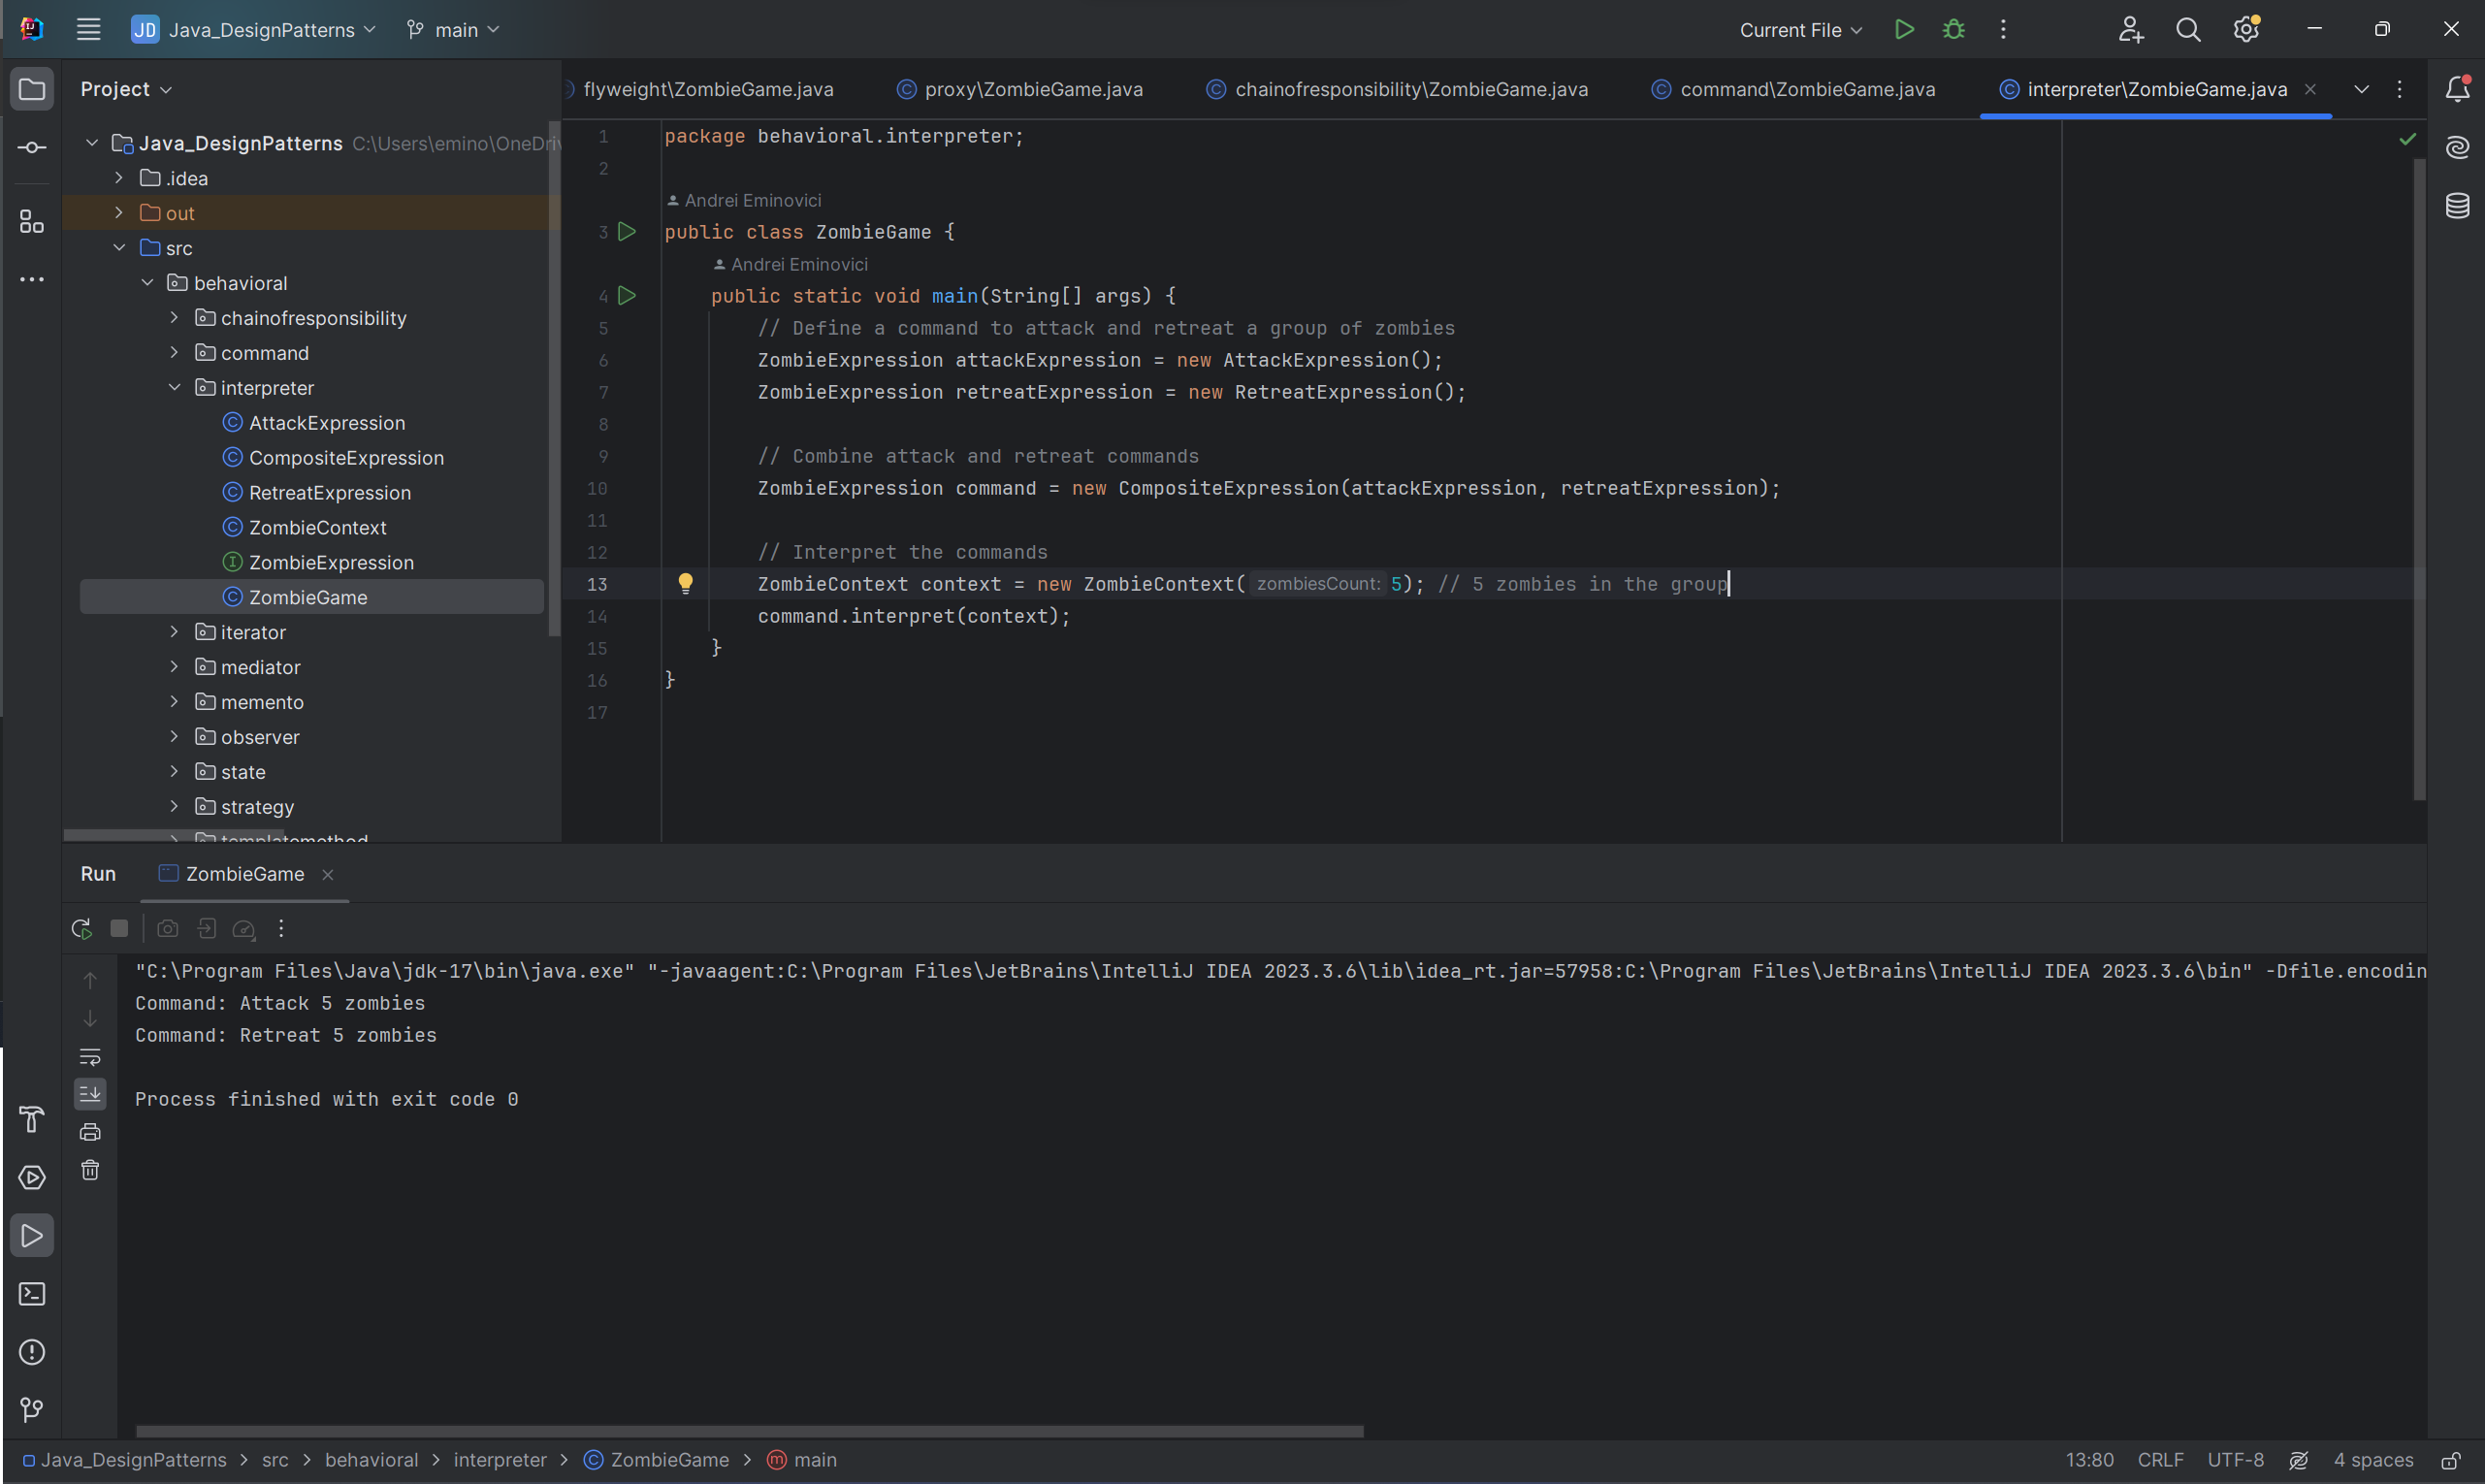 JD Java_DesignPatterns main Current File
Project
flyweight\ZombieGame.java proxy\ZombieGame.java chainofresponsibility\ZombieGame.java command\ZombieGame.java interpreter\ZombieGame.java
Java_DesignPatterns C:\Users\emino\OneDriv
.idea
out
src
behavioral
chainofresponsibility
command
interpreter
AttackExpression
CompositeExpression
RetreatExpression
ZombieContext
ZombieExpression
ZombieGame
iterator
mediator
memento
observer
state
strategy
templatemethod
1 package behavioral.interpreter;
2
Andrei Eminovici
3 public class ZombieGame {
Andrei Eminovici
4 public static void main(String[] args) {
5 // Define a command to attack and retreat a group of zombies
6 ZombieExpression attackExpression = new AttackExpression();
7 ZombieExpression retreatExpression = new RetreatExpression();
8
9 // Combine attack and retreat commands
10 ZombieExpression command = new CompositeExpression(attackExpression, retreatExpression);
11
12 // Interpret the commands
13 ZombieContext context = new ZombieContext( zombiesCount: 5); // 5 zombies in the group
14 command.interpret(context);
15 }
16 }
17
Run ZombieGame
"C:\Program Files\Java\jdk-17\bin\java.exe" "-javaagent:C:\Program Files\JetBrains\IntelliJ IDEA 2023.3.6\lib\idea_rt.jar=57958:C:\Program Files\JetBrains\IntelliJ IDEA 2023.3.6\bin" -Dfile.encodin
Command: Attack 5 zombies
Command: Retreat 5 zombies
Process finished with exit code 0
Java_DesignPatterns > src > behavioral > interpreter > ZombieGame > main 13:80 CRLF UTF-8 4 spaces